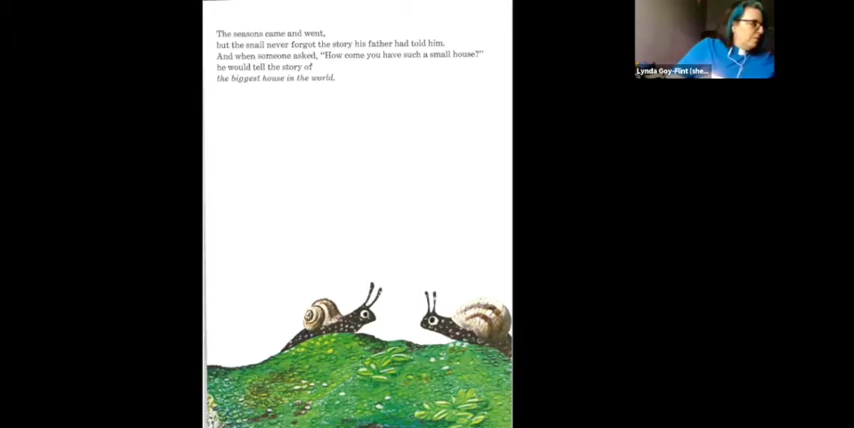 The seasons came and went,
but the snail never forgot the story his father had told him.
And when someone asked, “How come you have such a small house?”
he would tell the story of
the biggest house in the world.
Lynda Goy-Flint (she...